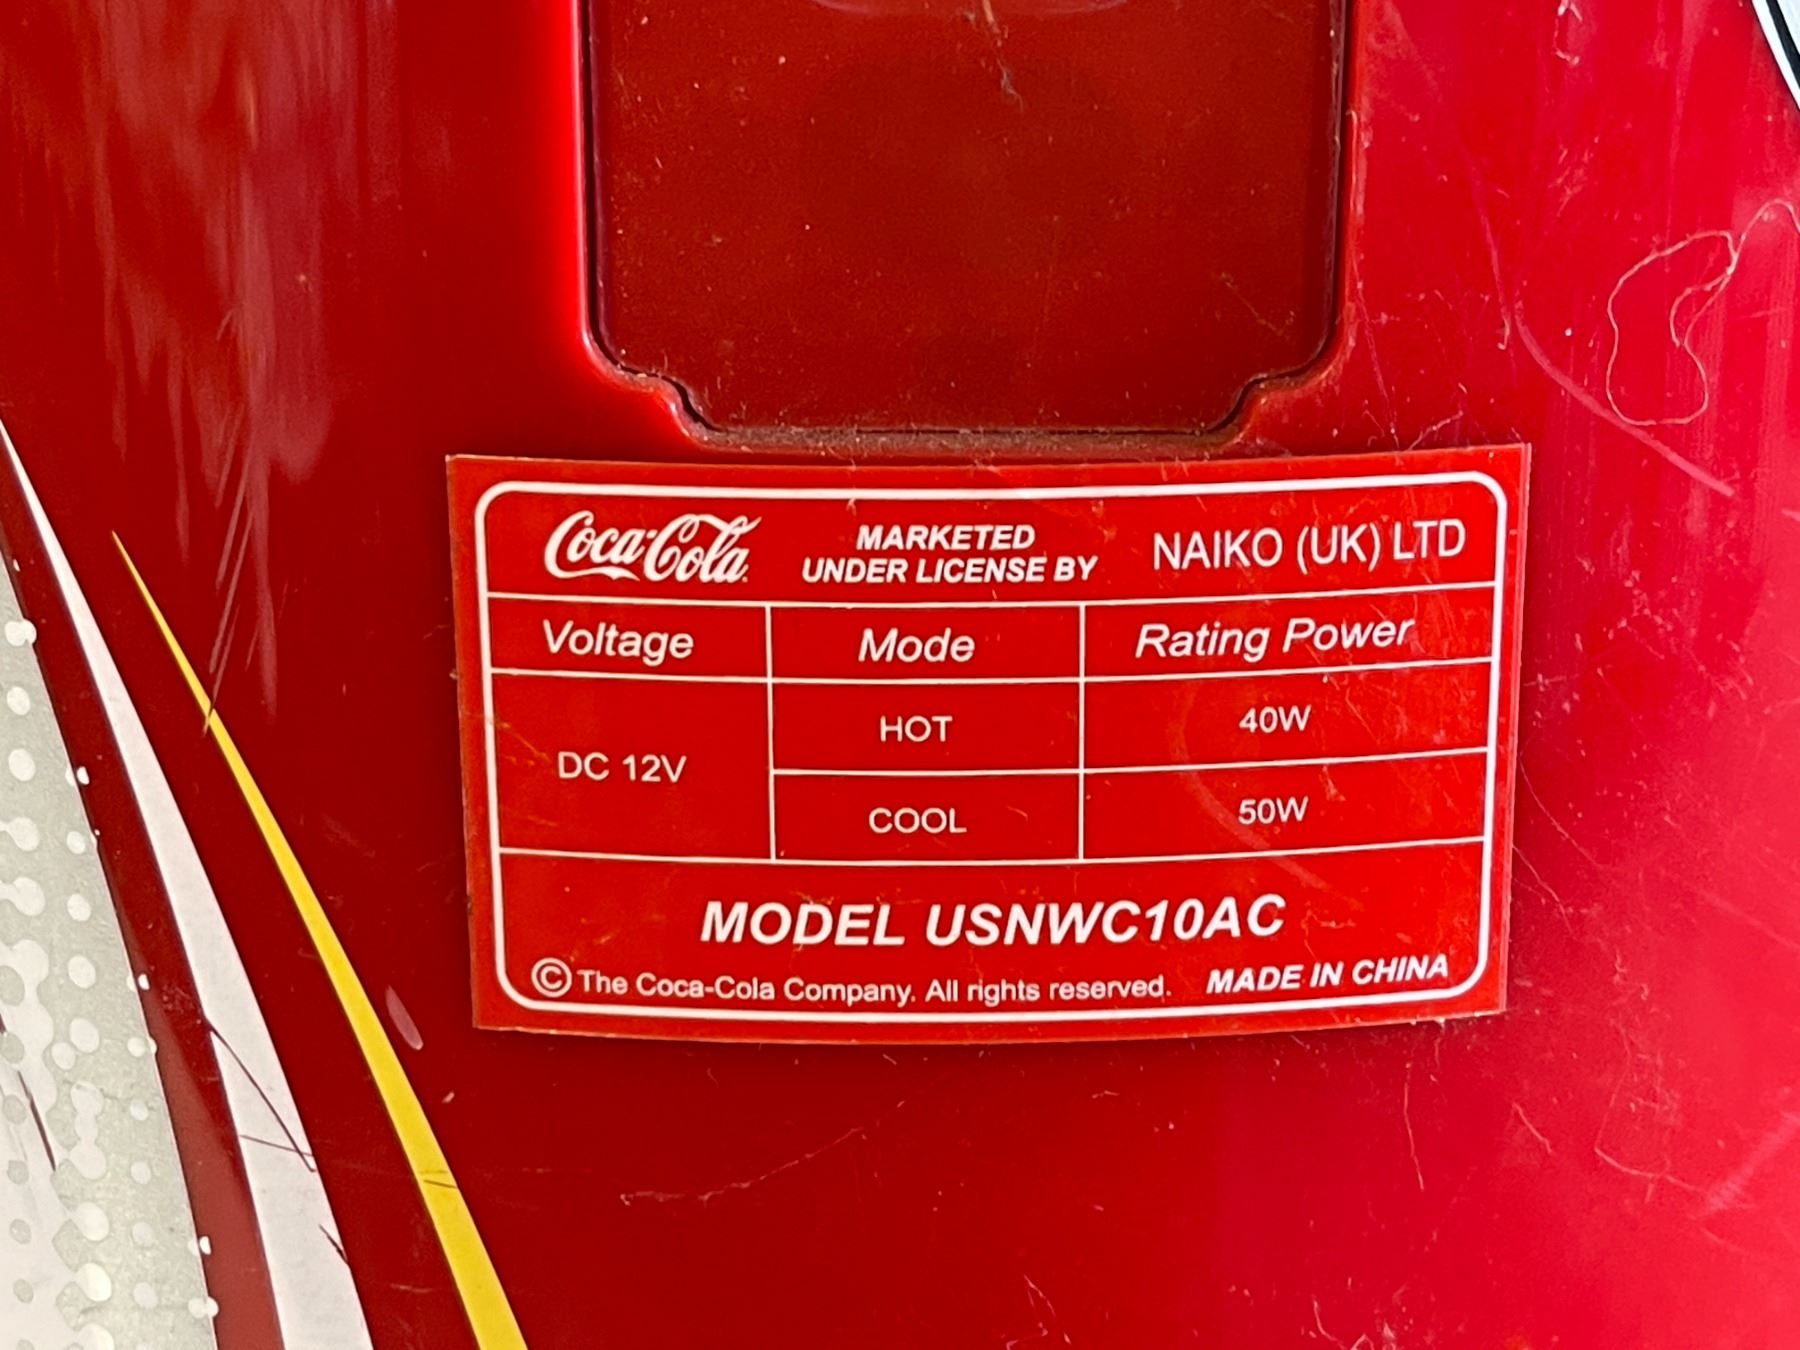 Coca-Cola MARKETED UNDER LICENSE BY NAIKO (UK) LTD
Voltage Mode Rating Power
DC 12V HOT 40W
COOL 50W
MODEL USNWC10AC
© The Coca-Cola Company. All rights reserved. MADE IN CHINA